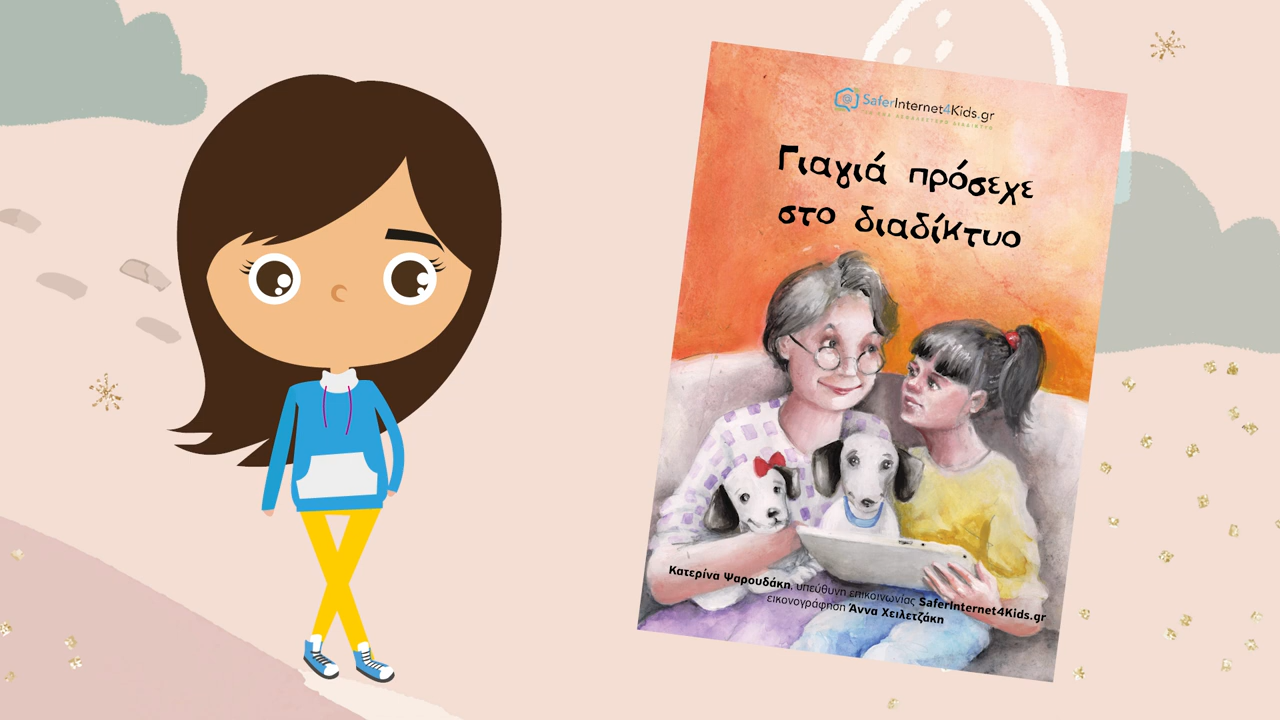 SaferInternet4Kids.gr
Γιαγιά πρόσεχε
στο διαδίκτυο
Κατερίνα Ψαρουδάκη, υπεύθυνη επικοινωνίας SaferInternet4Kids.gr
εικονογράφηση Άννα Χειλετζάκη